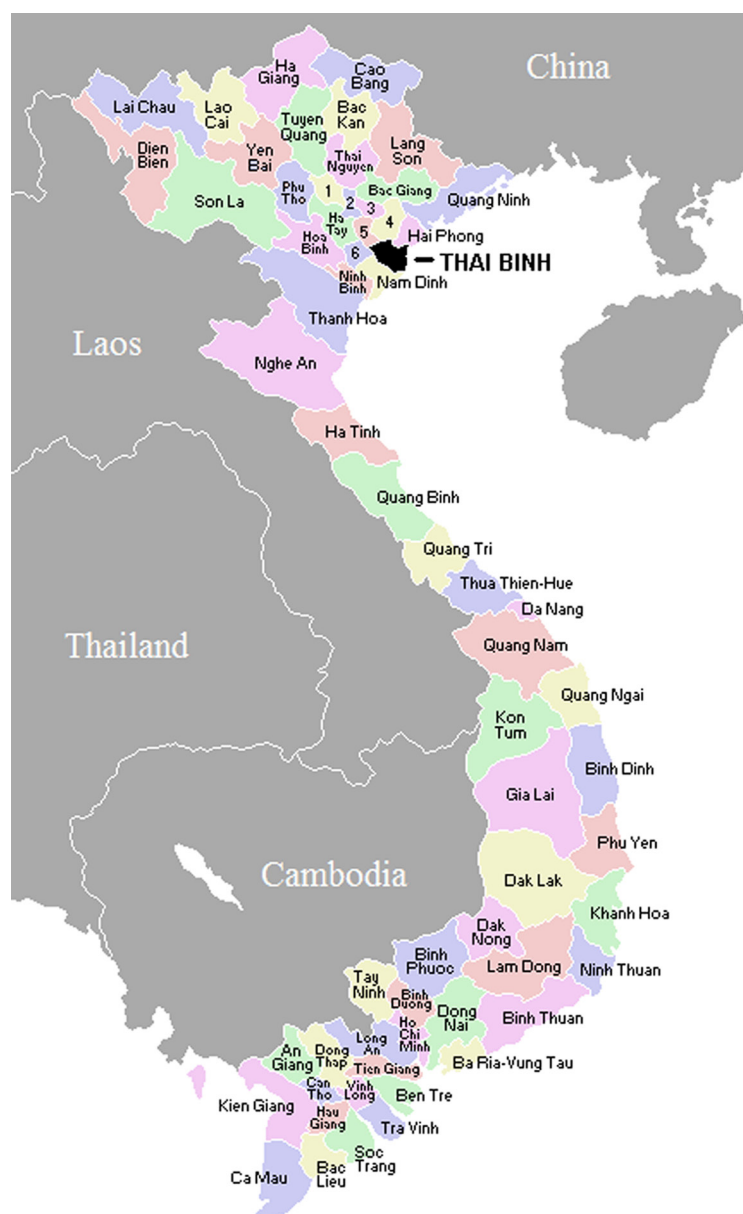 China
Ha
Giang
Cao
Bang
Lai Chau
Lao
Cai
Tuyen
Quang
Bac
Kan
Lang
Son
Dien
Bien
Yen
Bai
Thai
Nguyen
Son La
Phu
Tho
1
2
3
4
5
6
Bac Giang
Quang Ninh
Ha
Tay
Hoa
Binh
Hai Phong
THAI BINH
Ninh
Binh
Nam Dinh
Thanh Hoa
Laos
Nghe An
Ha Tinh
Quang Binh
Quang Tri
Thua Thien-Hue
Da Nang
Thailand
Quang Nam
Quang Ngai
Kon
Tum
Binh Dinh
Gia Lai
Phu Yen
Cambodia
Dak Lak
Khanh Hoa
Dak
Nong
Binh
Phuoc
Lam Dong
Ninh Thuan
Tay
Ninh
Binh
Duong
Dong
Nai
Binh Thuan
Ho
Chi
Minh
Long
An
An
Giang
Dong
Thap
Tien Giang
Ba Ria-Vung Tau
Can
Tho
Vinh
Long
Ben Tre
Kien Giang
Hau
Giang
Tra Vinh
Soc
Trang
Bac
Lieu
Ca Mau